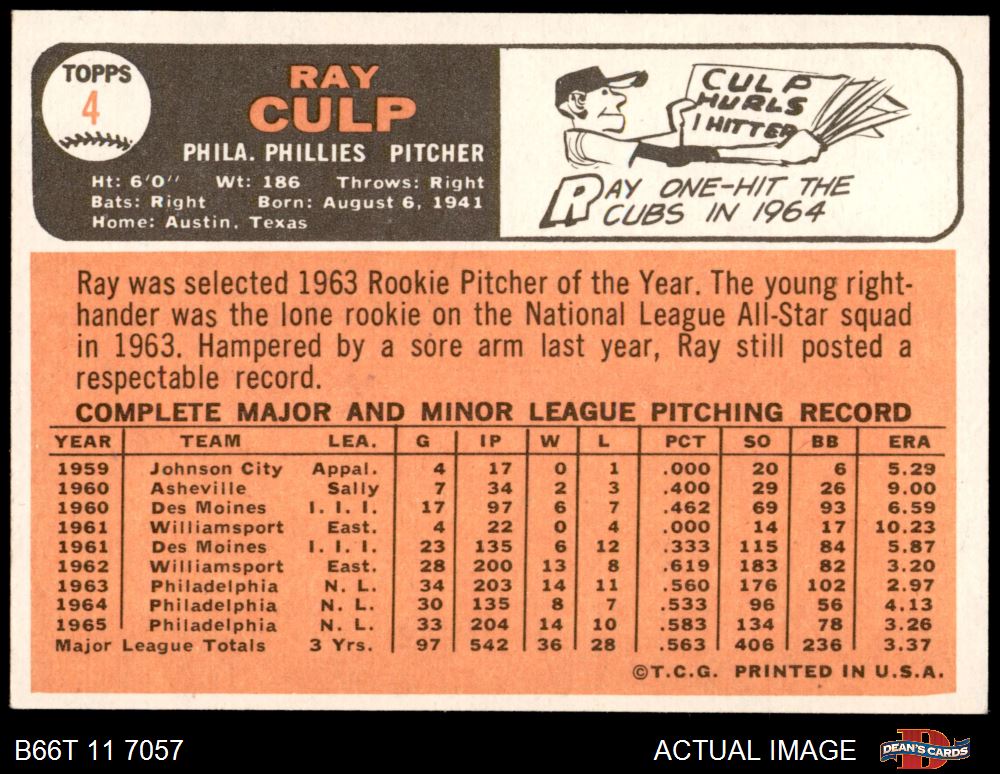 TOPPS
4
RAY
CULP
PHILA. PHILLIES PITCHER
Ht: 6'0" Wt: 186 Throws: Right
Bats: Right Born: August 6, 1941
Home: Austin, Texas
CULP
HURLS
1 HITTER
RAY ONE-HIT THE
CUBS IN 1964
Ray was selected 1963 Rookie Pitcher of the Year. The young right-
hander was the lone rookie on the National League All-Star squad
in 1963. Hampered by a sore arm last year, Ray still posted a
respectable record.
COMPLETE MAJOR AND MINOR LEAGUE PITCHING RECORD
YEAR TEAM LEA. G IP W L PCT SO BB ERA
1959 Johnson City Appal. 4 17 0 1 .000 20 6 5.29
1960 Asheville Sally 7 34 2 3 .400 29 26 9.00
1960 Des Moines I. I. I. 17 97 6 7 .462 69 93 6.59
1961 Williamsport East. 4 22 0 4 .000 14 17 10.23
1961 Des Moines I. I. I. 23 135 6 12 .333 115 84 5.87
1962 Williamsport East. 28 200 13 8 .619 183 82 3.20
1963 Philadelphia N. L. 34 203 14 11 .560 176 102 2.97
1964 Philadelphia N. L. 30 135 8 7 .533 96 56 4.13
1965 Philadelphia N. L. 33 204 14 10 .583 134 78 3.26
Major League Totals 3 Yrs. 97 542 36 28 .563 406 236 3.37
©T.C.G. PRINTED IN U.S.A.
B66T 11 7057
ACTUAL IMAGE
DEAN'S CARDS